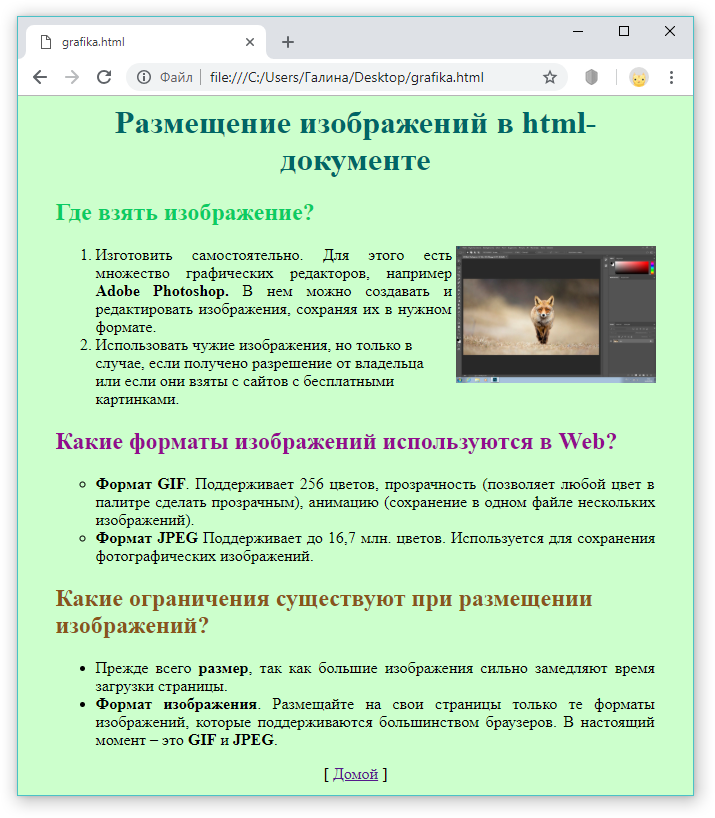 grafika.html
Файл
file:///C:/Users/Галина/Desktop/grafika.html
Размещение изображений в html-
документе
Где взять изображение?
1. Изготовить самостоятельно. Для этого есть
множество графических редакторов, например
Adobe Photoshop. В нем можно создавать и
редактировать изображения, сохраняя их в нужном
формате.
2. Использовать чужие изображения, но только в
случае, если получено разрешение от владельца
или если они взяты с сайтов с бесплатными
картинками.
Какие форматы изображений используются в Web?
Формат GIF. Поддерживает 256 цветов, прозрачность (позволяет любой цвет в
палитре сделать прозрачным), анимацию (сохранение в одном файле нескольких
изображений).
Формат JPEG Поддерживает до 16,7 млн. цветов. Используется для сохранения
фотографических изображений.
Какие ограничения существуют при размещении
изображений?
Прежде всего размер, так как большие изображения сильно замедляют время
загрузки страницы.
Формат изображения. Размещайте на свои страницы только те форматы
изображений, которые поддерживаются большинством браузеров. В настоящий
момент – это GIF и JPEG.
[ Домой ]